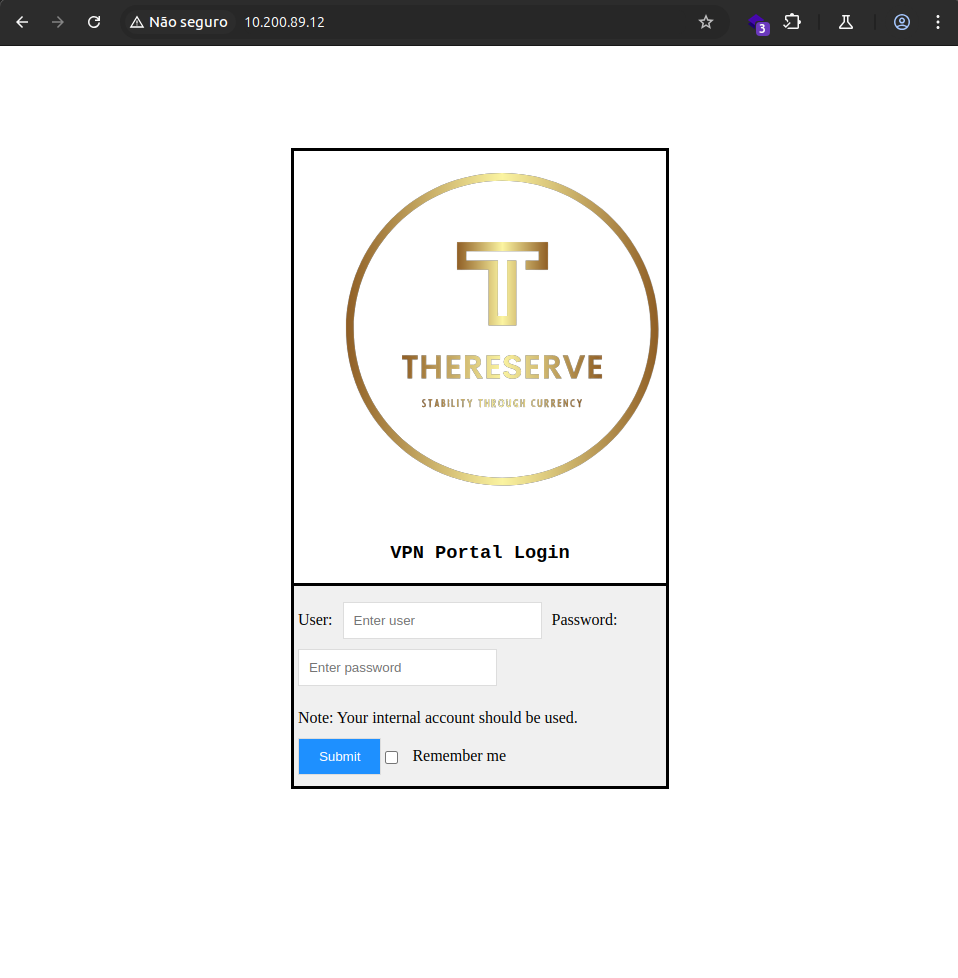 Não seguro 10.200.89.12
3
T
THERESERVE
STABILITY THROUGH CURRENCY
VPN Portal Login
User: Enter user Password:
Enter password
Note: Your internal account should be used.
Submit Remember me